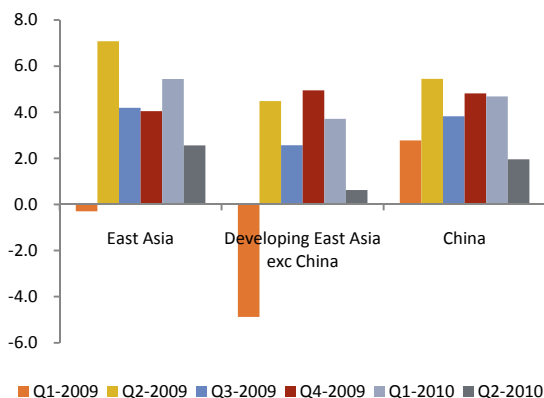 8.0
6.0
4.0
2.0
0.0
-2.0
-4.0
-6.0
East Asia
Developing East Asia
exc China
China
Q1-2009 Q2-2009 Q3-2009 Q4-2009 Q1-2010 Q2-2010